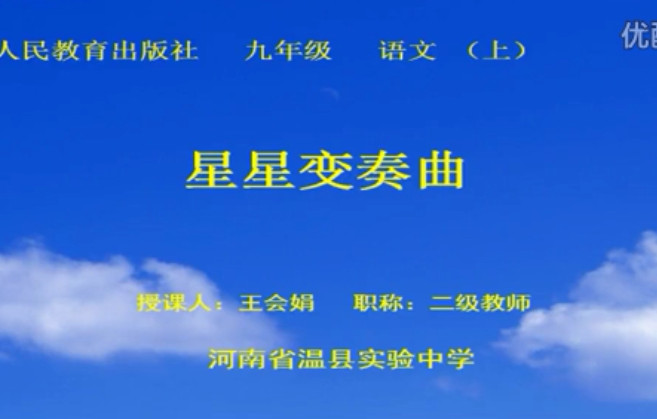 人民教育出版社 九年级 语文 （上）
优酷
星星变奏曲
授课人：王会娟 职称：二级教师
河南省温县实验中学